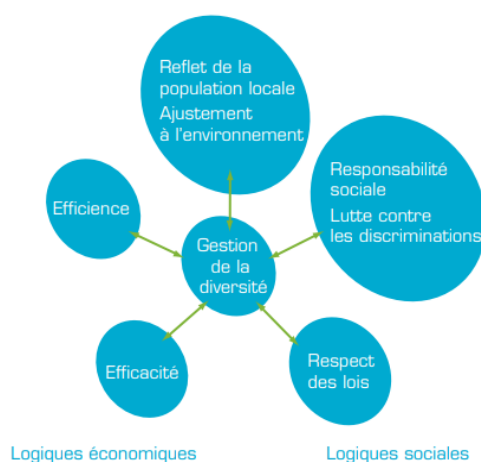 Reflet de la
population locale
Ajustement
à l'environnement
Responsabilité
sociale
Lutte contre
les discriminations
Efficience
Gestion
de la
diversité
Efficacité
Respect
des lois
Logiques économiques
Logiques sociales